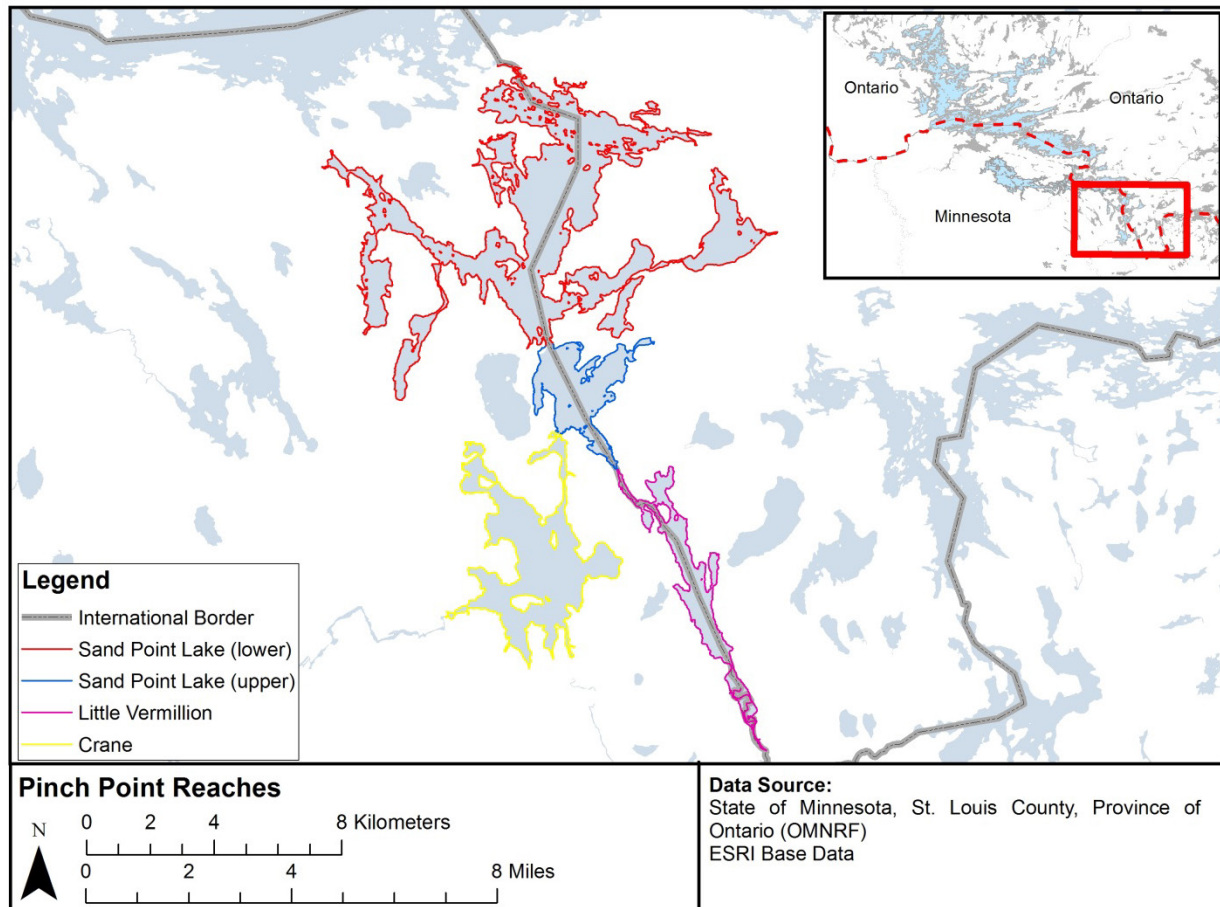 Ontario
Ontario
Minnesota
Legend
International Border
Sand Point Lake (lower)
Sand Point Lake (upper)
Little Vermillion
Crane
Pinch Point Reaches
N
0 2 4 8 Kilometers
0 2 4 8 Miles
Data Source:
State of Minnesota, St. Louis County, Province of
Ontario (OMNRF)
ESRI Base Data